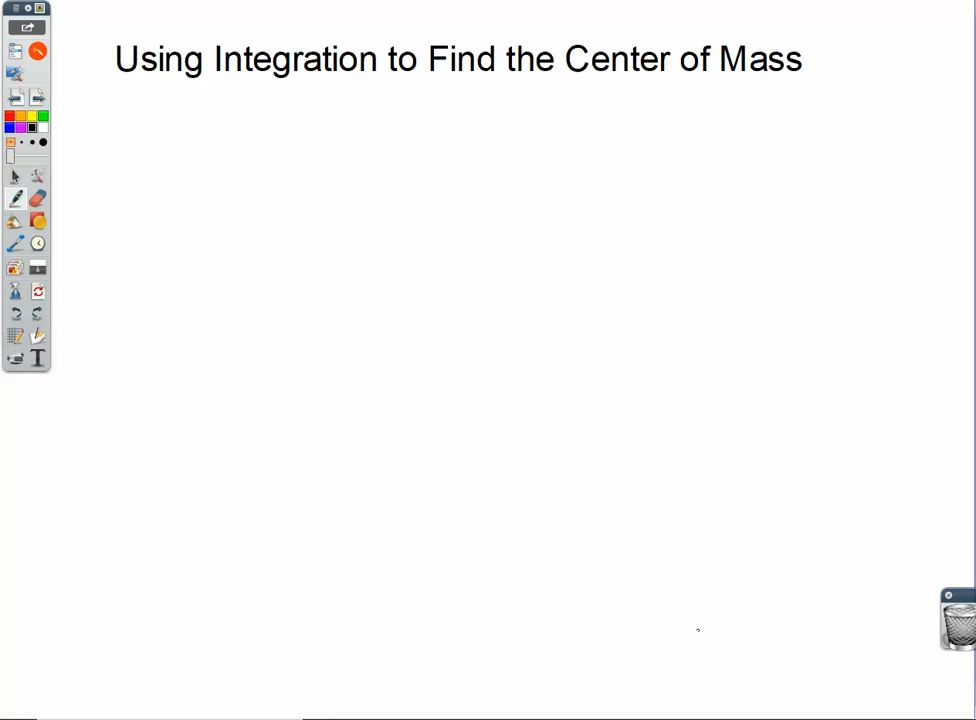 Using Integration to Find the Center of Mass
T